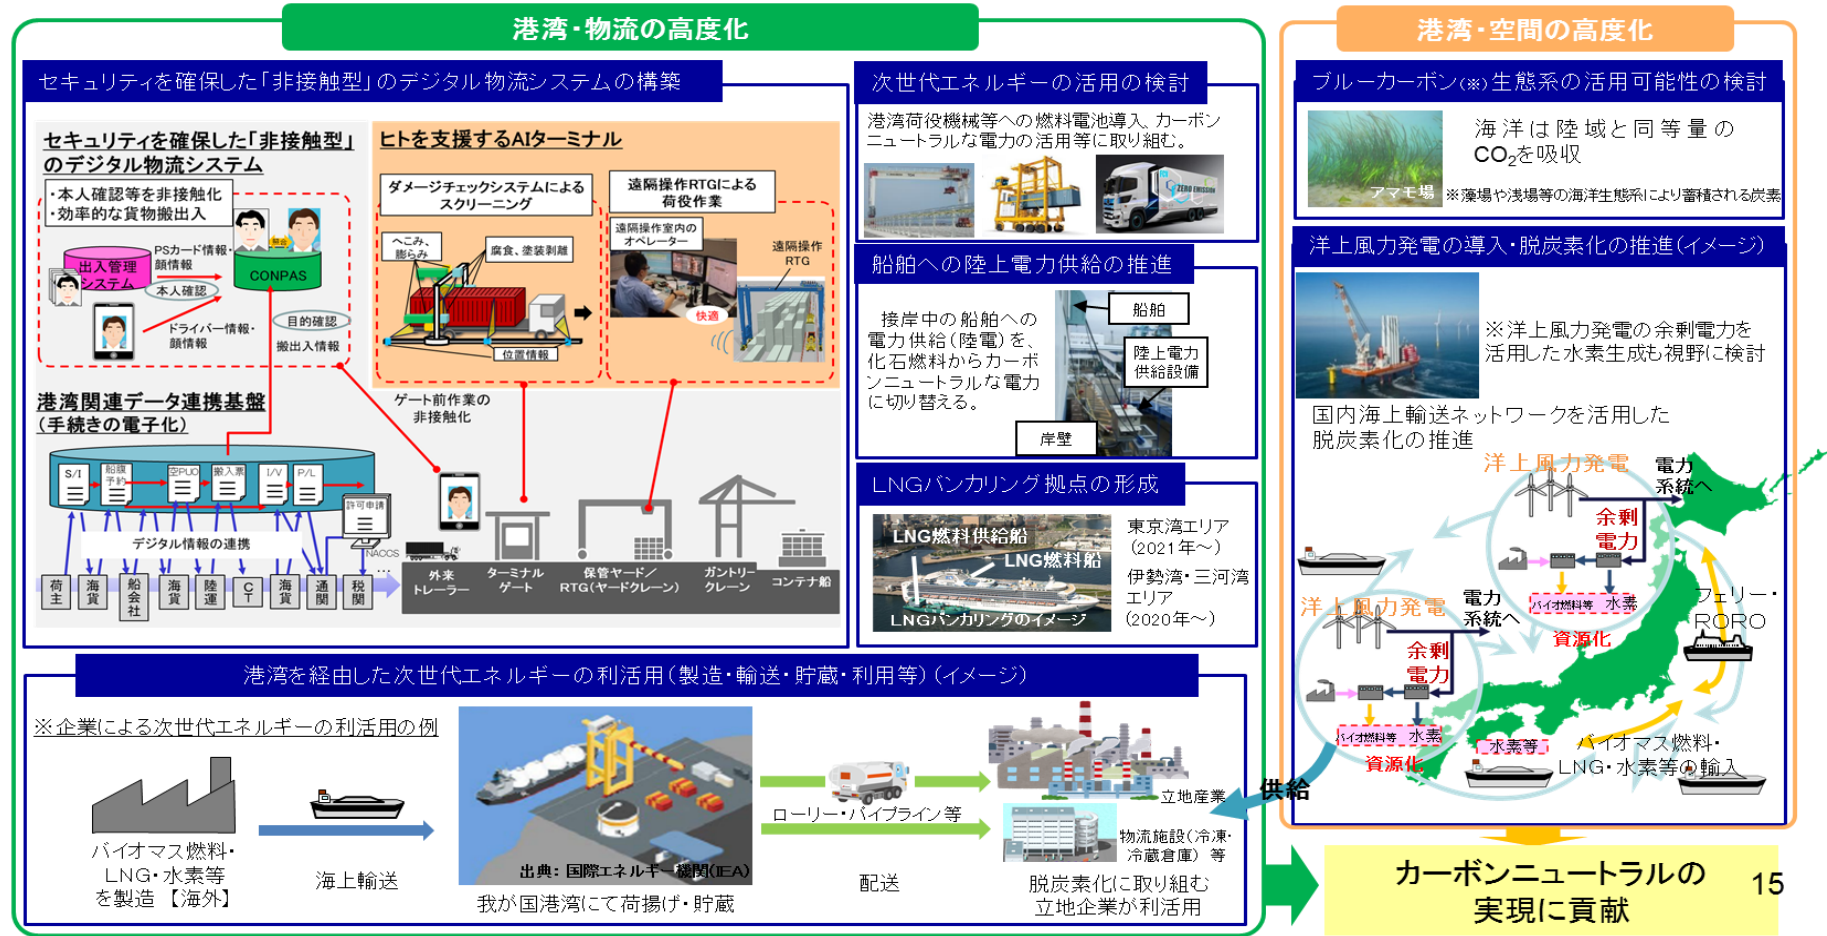 港湾・物流の高度化
セキュリティを確保した「非接触型」のデジタル物流システムの構築
セキュリティを確保した「非接触型」
のデジタル物流システム
・本人確認等を非接触化
・効率的な貨物搬出入
PSカード情報・
顔情報
照合
出入管理
システム
CONPAS
本人確認
ドライバー情報・
顔情報
目的確認
搬出入情報
ヒトを支援するAIターミナル
ダメージチェックシステムによる
スクリーニング
へこみ、
膨らみ
腐食、塗装剥離
位置情報
遠隔操作RTGによる
荷役作業
遠隔操作室内の
オペレーター
遠隔操作
RTG
快適
ゲート前作業の
非接触化
港湾関連データ連携基盤
(手続きの電子化)
S/I
船腹
予約
空PUO
搬入票
I/V
P/L
許可申請
デジタル情報の連携
NACCS
…
荷主
海貨
船会社
海貨
陸運
CT
海貨
通関
税関
外来
トレーラー
ターミナル
ゲート
保管ヤード／
RTG(ヤードクレーン)
ガントリー
クレーン
コンテナ船
次世代エネルギーの活用の検討
港湾荷役機械等への燃料電池導入、カーボン
ニュートラルな電力の活用等に取り組む。
ZERO EMISSION
船舶への陸上電力供給の推進
接岸中の船舶への
電力供給(陸電)を、
化石燃料からカーボ
ンニュートラルな電力
に切り替える。
船舶
陸上電力
供給設備
岸壁
LNGバンカリング拠点の形成
LNG燃料供給船
LNG燃料船
LNGバンカリングのイメージ
東京湾エリア
(2021年～)
伊勢湾・三河湾
エリア
(2020年～)
港湾を経由した次世代エネルギーの利活用(製造・輸送・貯蔵・利用等)(イメージ)
※企業による次世代エネルギーの利活用の例
バイオマス燃料・
LNG・水素等
を製造 【海外】
海上輸送
出典：国際エネルギー機関(IEA)
我が国港湾にて荷揚げ・貯蔵
ローリー・パイプライン等
配送
立地産業
物流施設(冷凍・
冷蔵倉庫) 等
脱炭素化に取り組む
立地企業が利活用
港湾・空間の高度化
ブルーカーボン(※)生態系の活用可能性の検討
アマモ場
海洋は陸域と同等量の
CO₂を吸収
※藻場や浅場等の海洋生態系により蓄積される炭素
洋上風力発電の導入・脱炭素化の推進(イメージ)
※洋上風力発電の余剰電力を
活用した水素生成も視野に検討
国内海上輸送ネットワークを活用した
脱炭素化の推進
洋上風力発電
電力
系統へ
余剰
電力
バイオ燃料等
水素
資源化
洋上風力発電
電力
系統へ
余剰
電力
バイオ燃料等
水素
資源化
フェリー・
RORO
水素等
バイオマス燃料・
LNG・水素等の輸入
供給
カーボンニュートラルの
実現に貢献
15